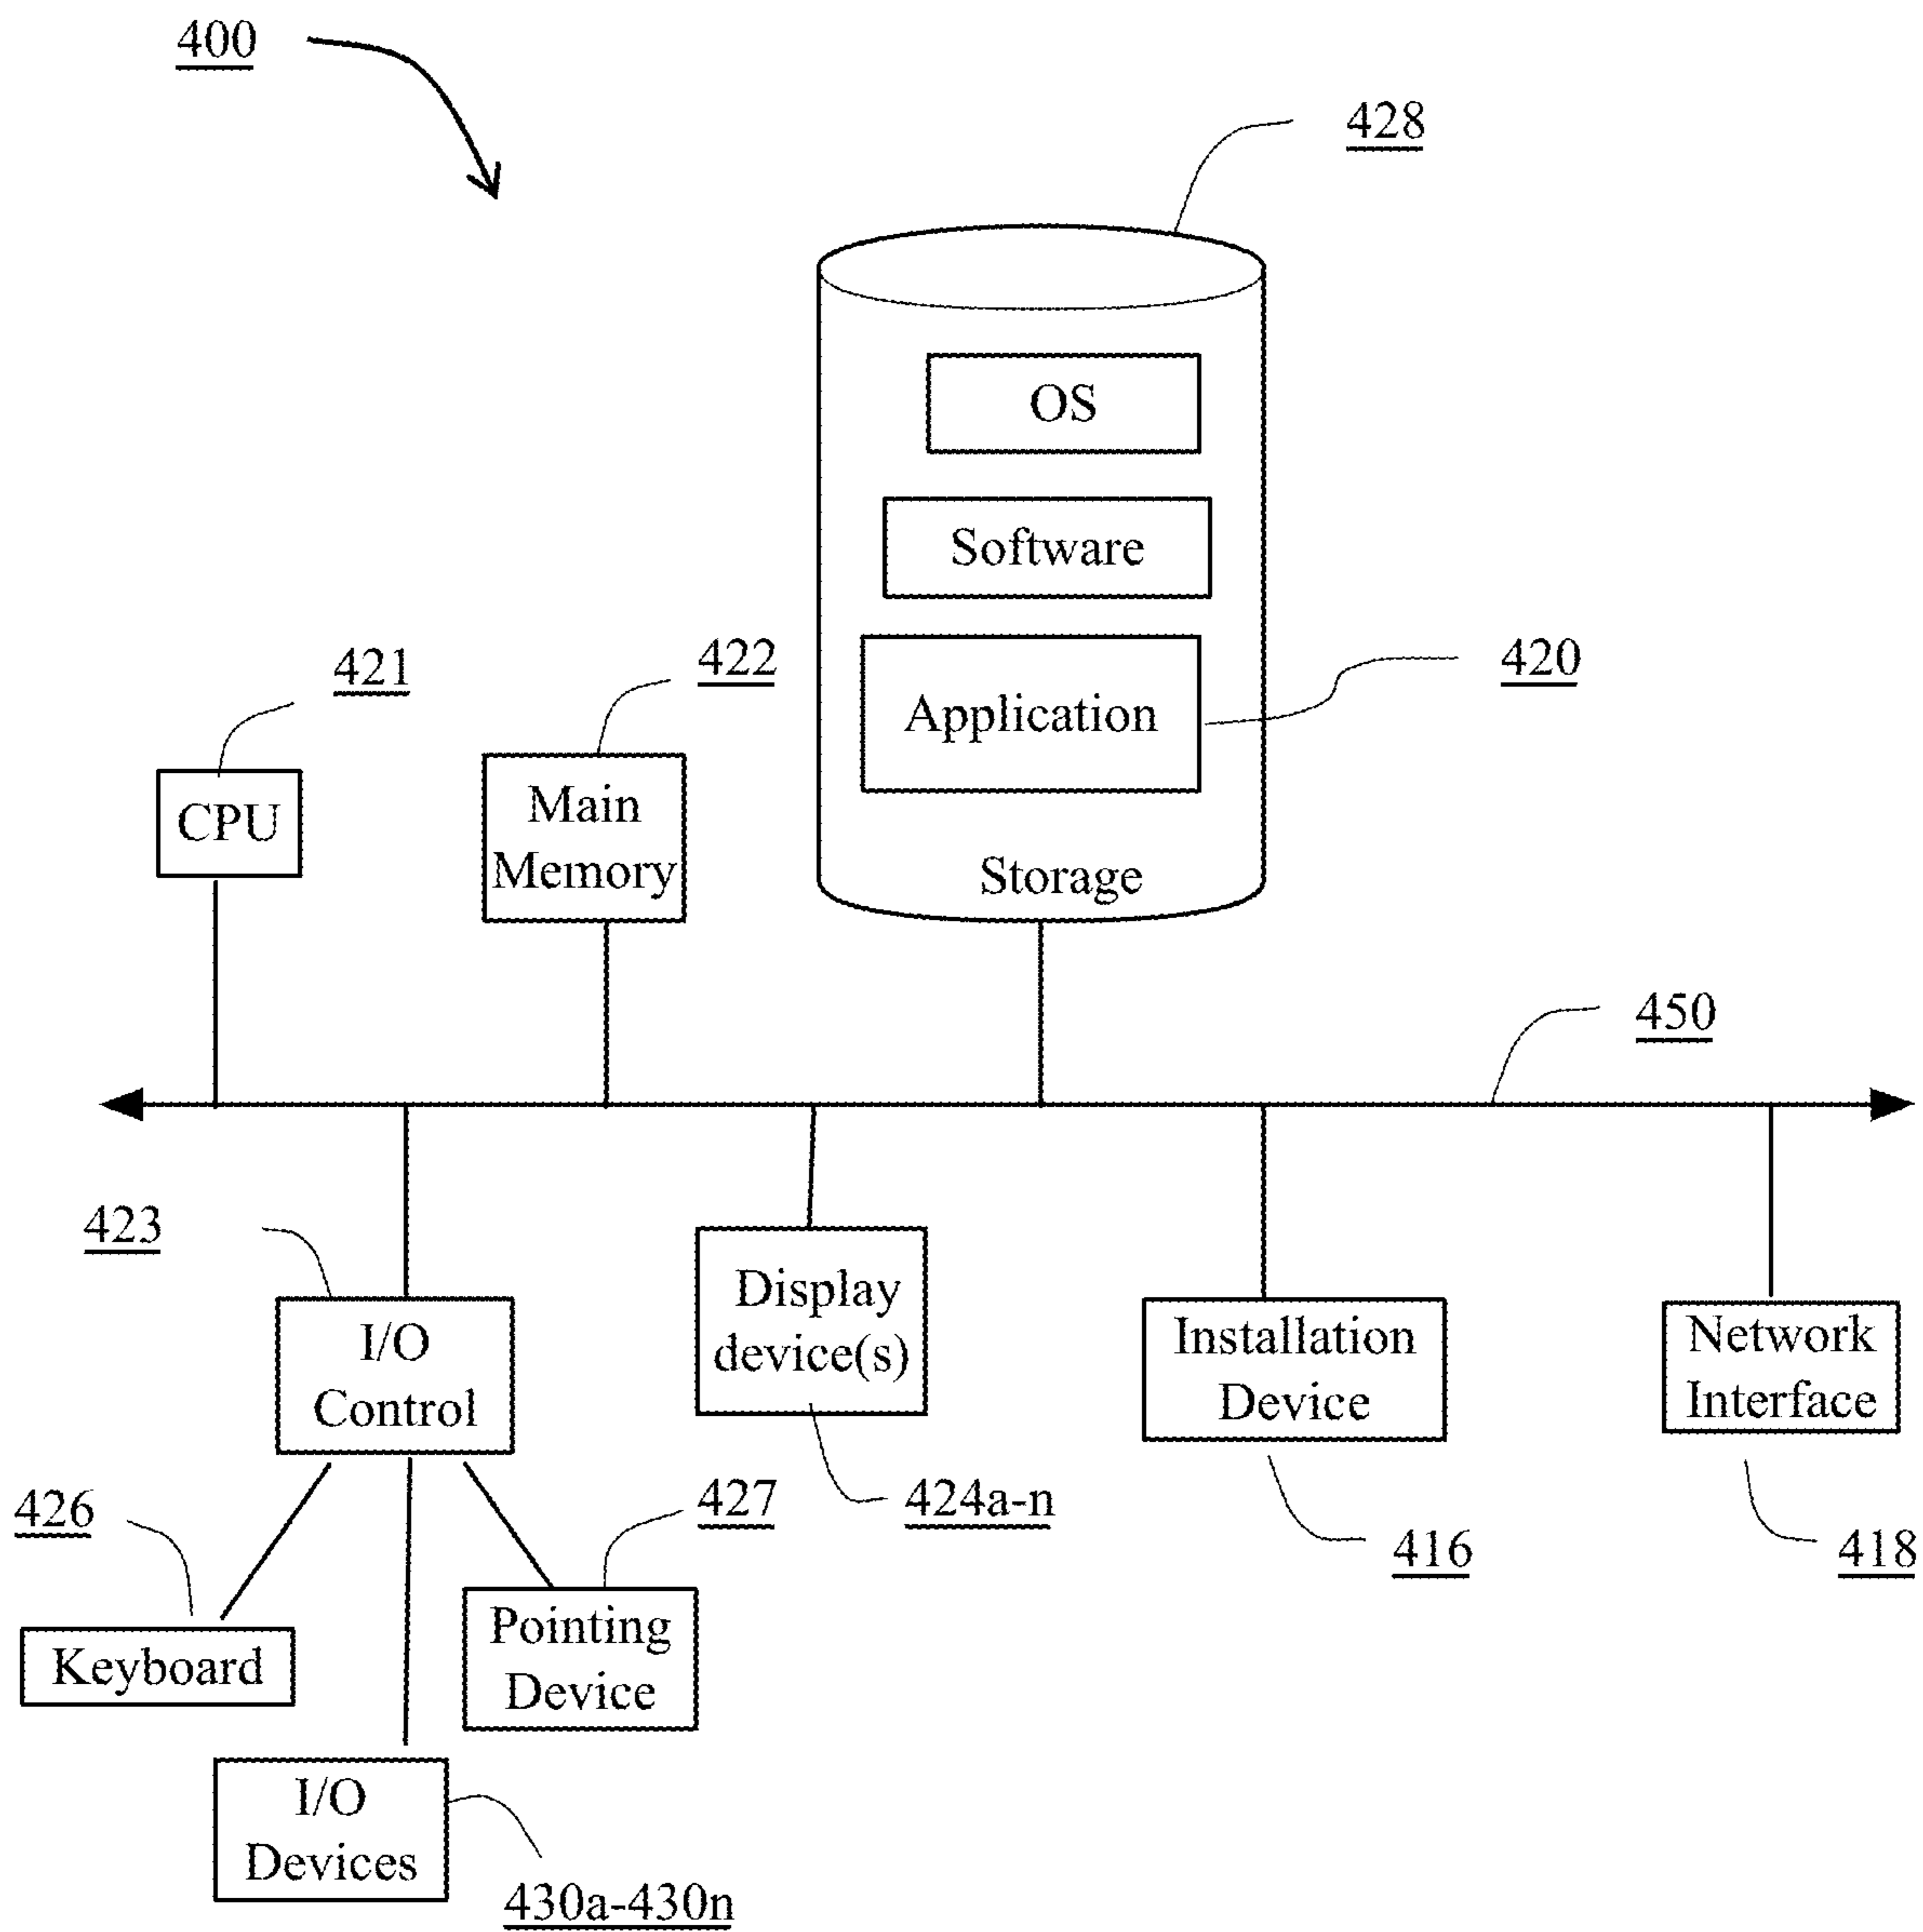 400
428
OS
Software
421
422
420
Application
CPU
Main
Memory
Storage
450
423
Display
device(s)
I/O
Control
Installation
Device
Network
Interface
426
427
424a-n
416
418
Keyboard
Pointing
Device
I/O
Devices
430a-430n